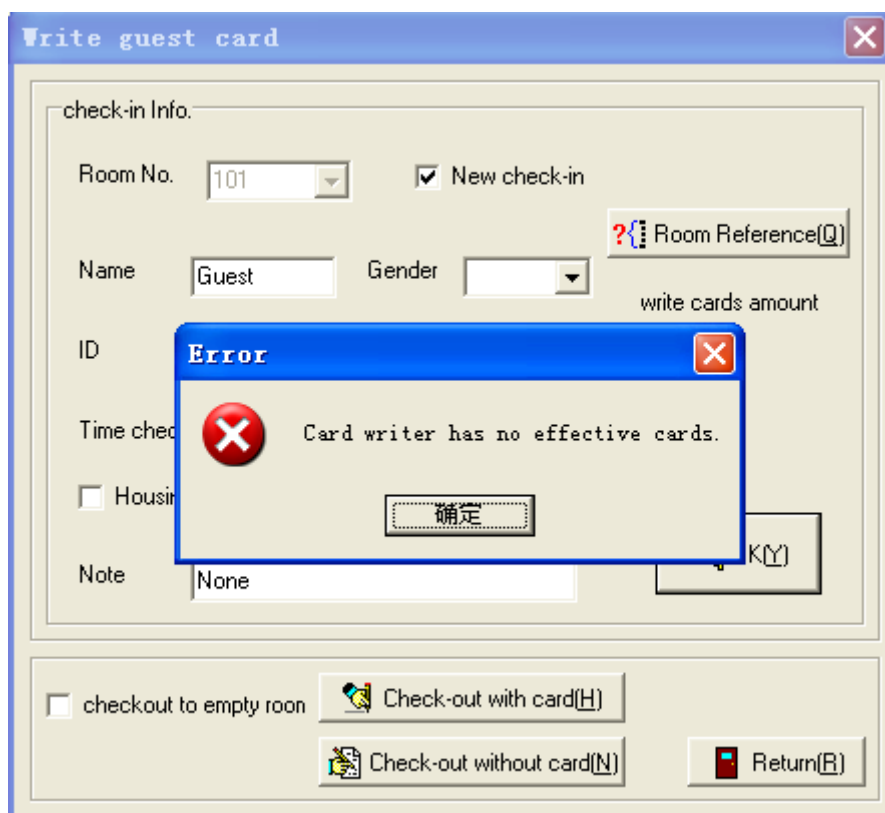 Write guest card
check-in Info.
Room No. 101 New check-in
?{ Room Reference(Q)
Name Guest Gender
write cards amount
ID
Error
Card writer has no effective cards.
确定
Time chec
Housin
K(Y)
Note None
checkout to empty roon Check-out with card(H)
Check-out without card(N) Return(R)